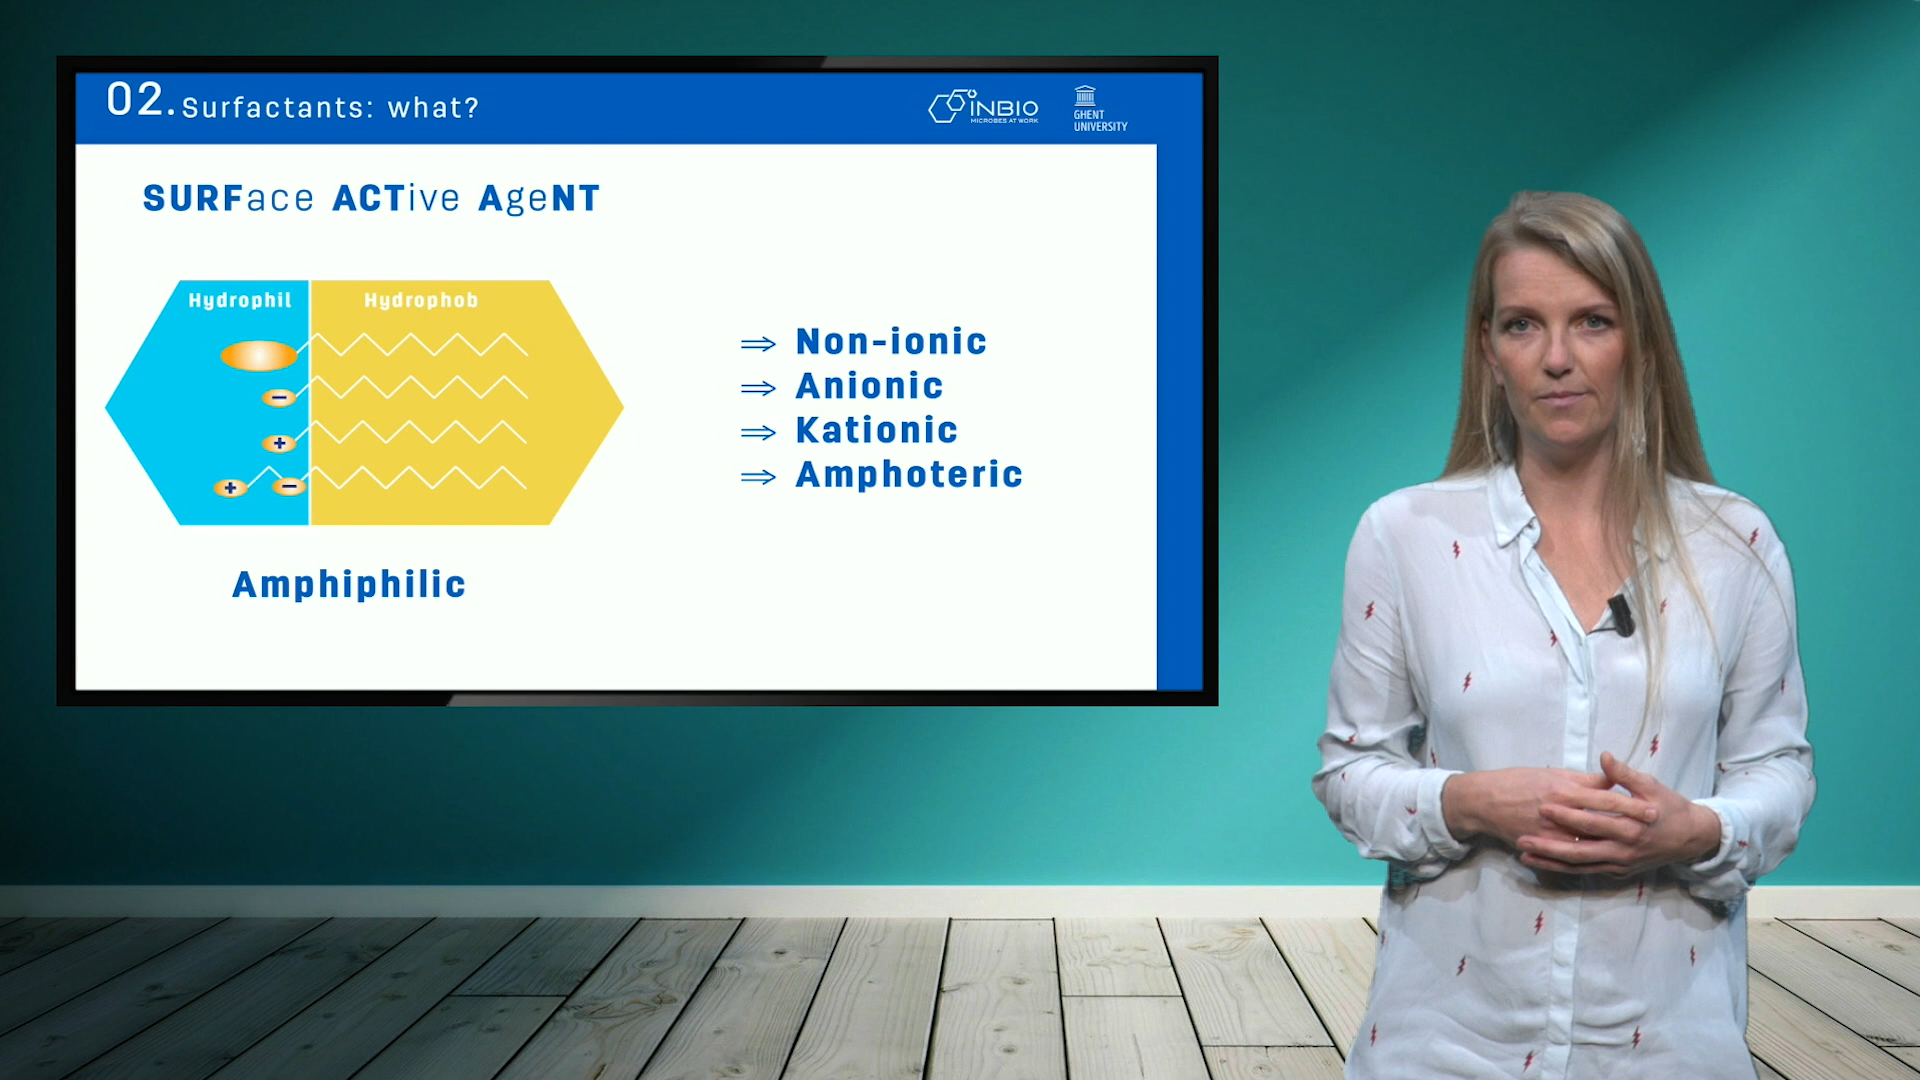 02. Surfactants: what?
INBIO
MICROBES AT WORK
GHENT
UNIVERSITY
SURFace ACTive AgeNT
Hydrophil
Hydrophob
−
+
+ −
⇒ Non-ionic
⇒ Anionic
⇒ Kationic
⇒ Amphoteric
Amphiphilic